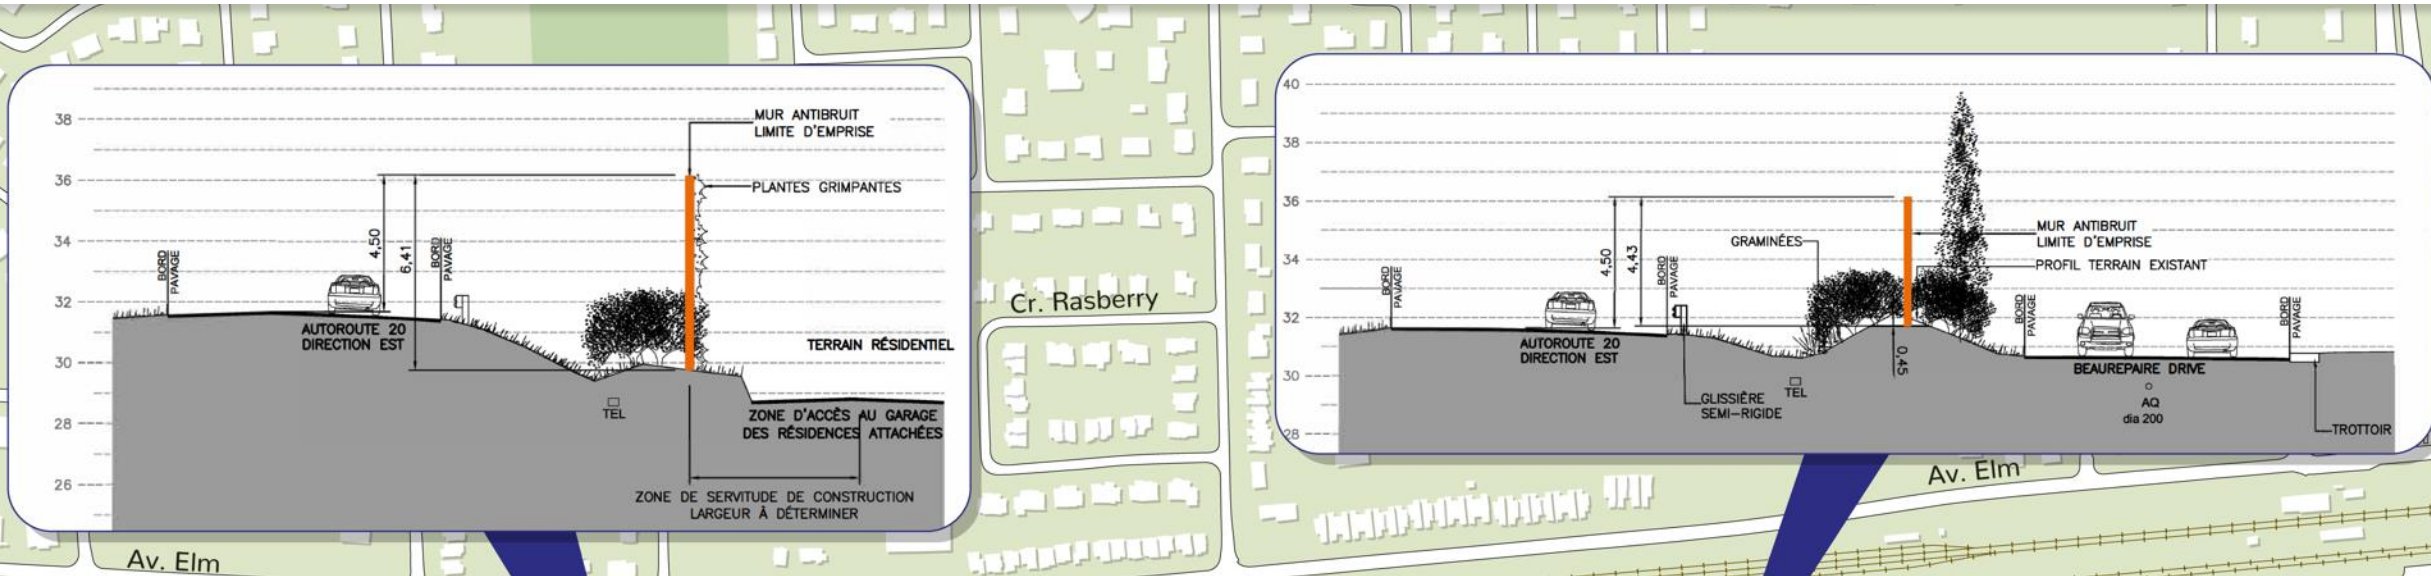 38
36
34
32
30
28
26
MUR ANTIBRUIT
LIMITE D'EMPRISE
PLANTES GRIMPANTES
4,50
6,41
BORD
PAVAGE
BORD
PAVAGE
AUTOROUTE 20
DIRECTION EST
TERRAIN RÉSIDENTIEL
TEL
ZONE D'ACCÈS AU GARAGE
DES RÉSIDENCES ATTACHÉES
ZONE DE SERVITUDE DE CONSTRUCTION
LARGEUR À DÉTERMINER
Av. Elm
Cr. Rasberry
40
38
36
34
32
30
28
GRAMINÉES
MUR ANTIBRUIT
LIMITE D'EMPRISE
PROFIL TERRAIN EXISTANT
4,50
4,43
BORD
PAVAGE
BORD
PAVAGE
BORD
PAVAGE
BORD
PAVAGE
AUTOROUTE 20
DIRECTION EST
0,45
BEAUREPAIRE DRIVE
TEL
GLISSIÈRE
SEMI-RIGIDE
AQ
dia 200
TROTTOIR
Av. Elm